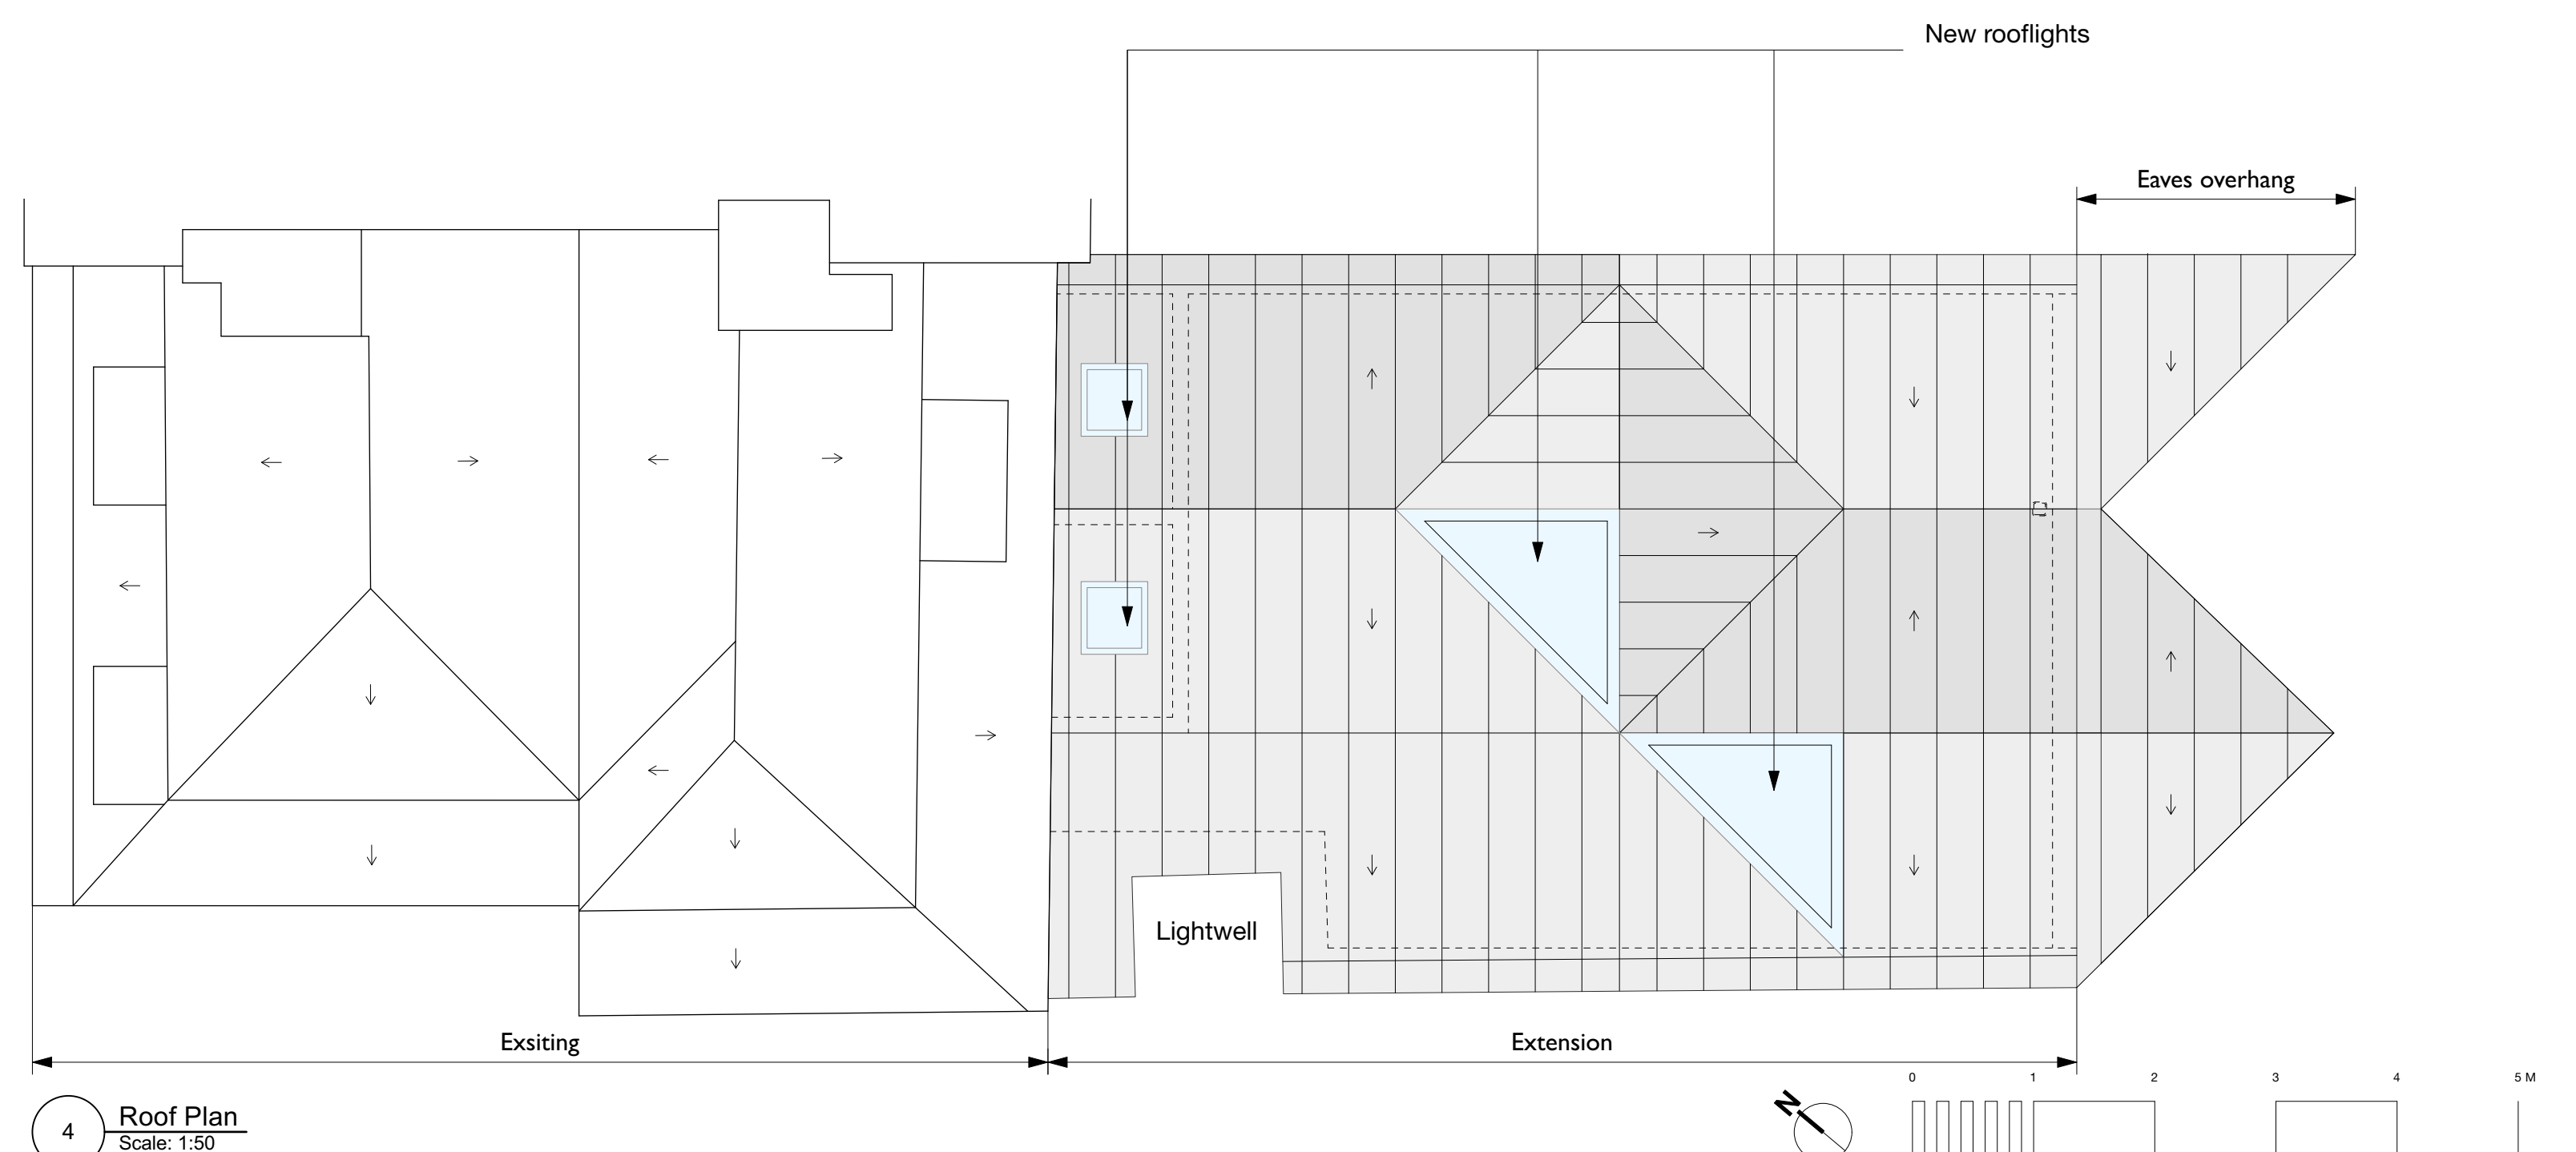 New rooflights
Eaves overhang
Lightwell
Exsiting
Extension
0 1 2 3 4 5 M
N
4
Roof Plan
Scale: 1:50